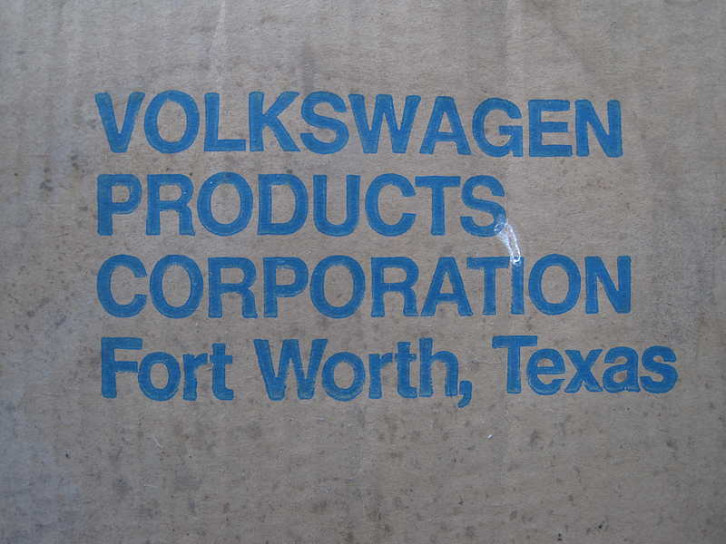 VOLKSWAGEN
PRODUCTS
CORPORATION
Fort Worth, Texas